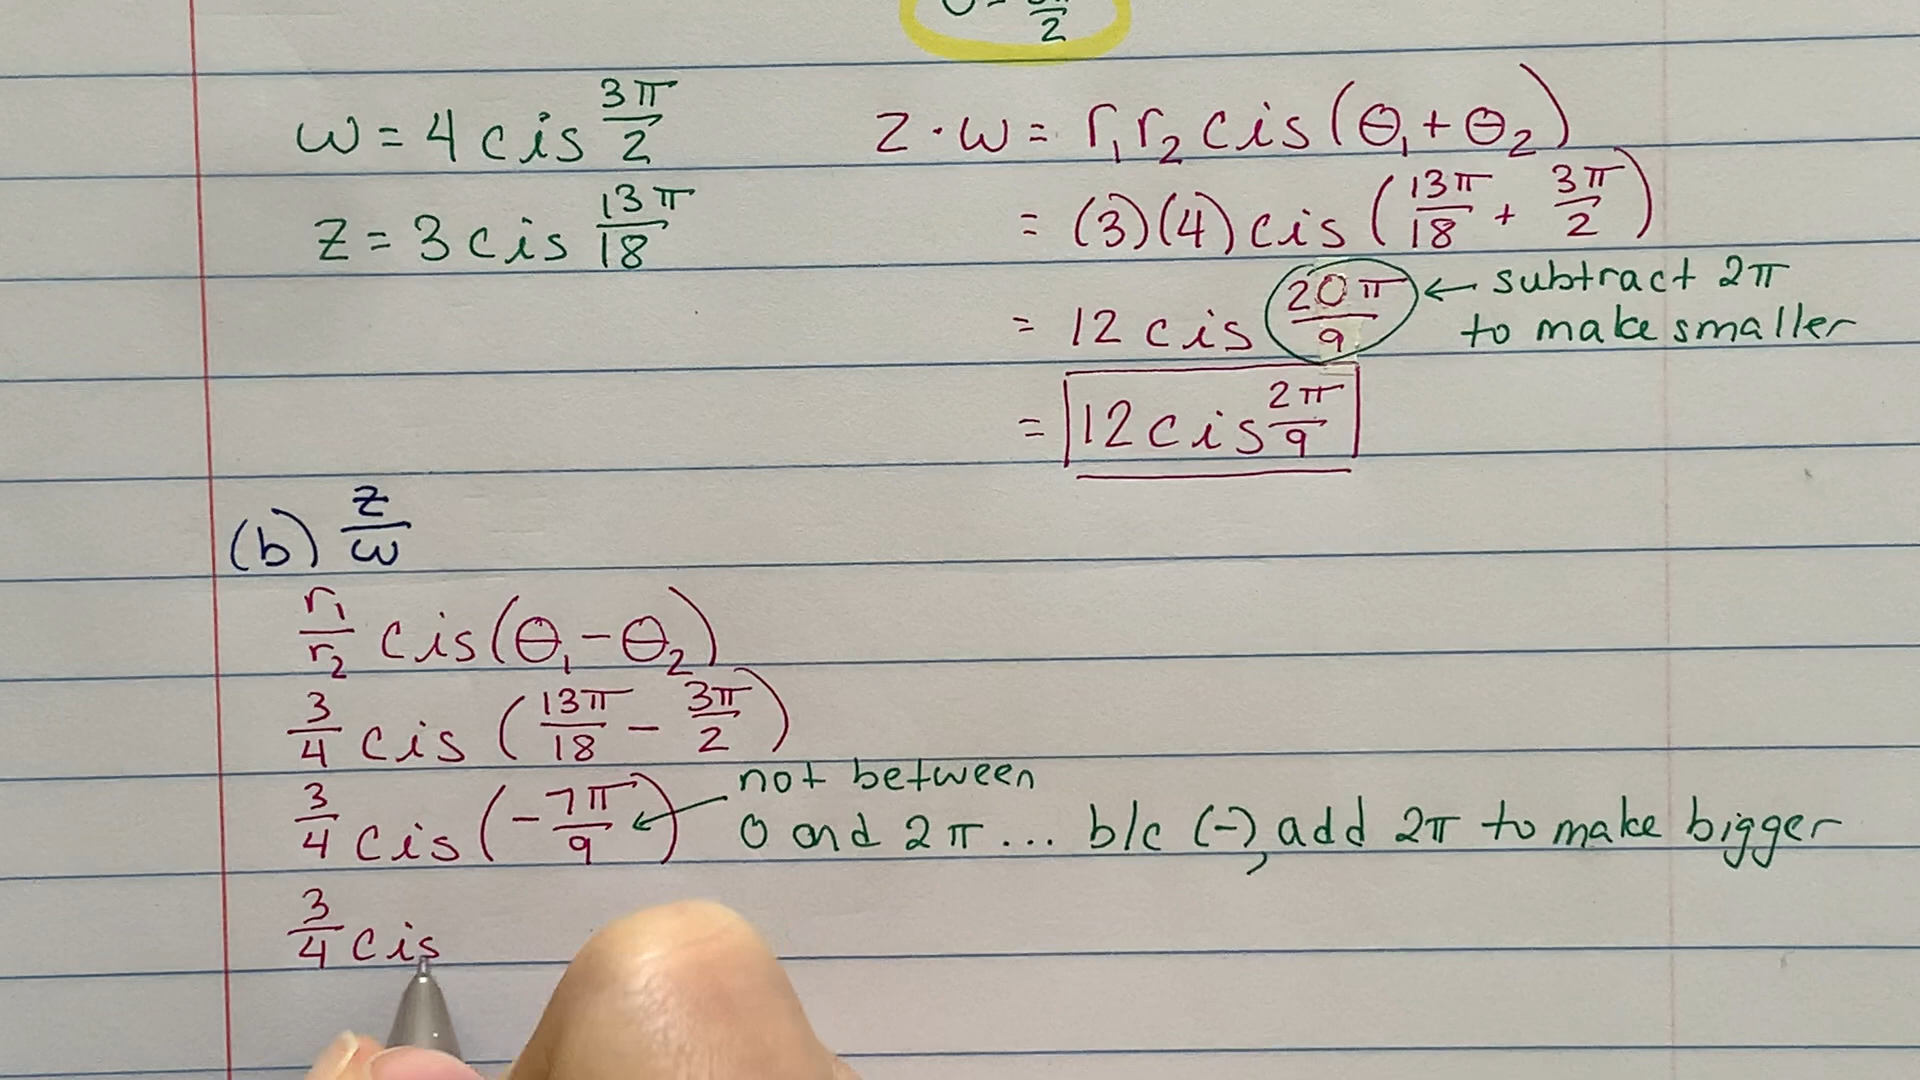 w = 4 cis 3π/2
z = 3 cis 13π/18
z · w = r₁ r₂ cis (θ₁ + θ₂)
= (3)(4) cis (13π/18 + 3π/2)
= 12 cis 20π/9 ← subtract 2π
to make smaller
= 12 cis 2π/9
(b) z/w
r₁/r₂ cis (θ₁ - θ₂)
3/4 cis (13π/18 - 3π/2)
3/4 cis (-7π/9) ← not between
0 and 2π ... b/c (-), add 2π to make bigger
3/4 cis